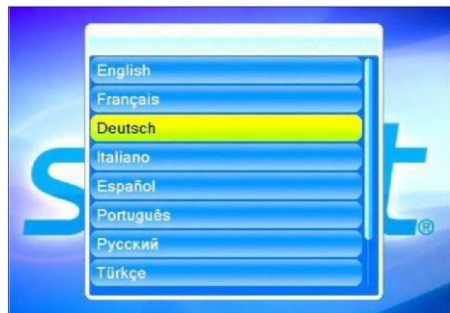 English
Français
Deutsch
Italiano
Español
Português
Русский
Türkçe
®